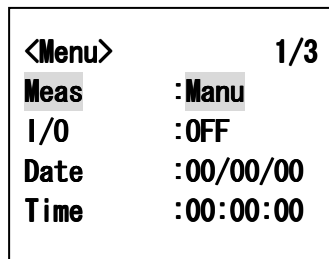 <Menu> 1/3
Meas :Manu
I/O :OFF
Date :00/00/00
Time :00:00:00